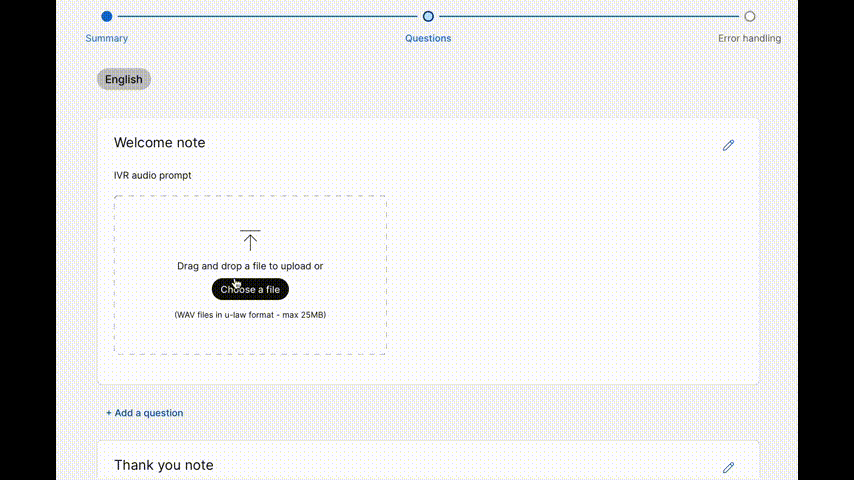 Summary
Questions
Error handling
English
Welcome note
IVR audio prompt
Drag and drop a file to upload or
Choose a file
(WAV files in u-law format - max 25MB)
+ Add a question
Thank you note